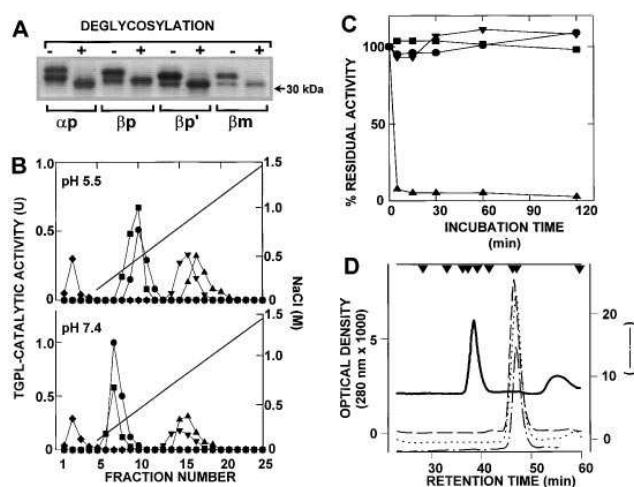 A
DEGLYCOSYLATION
- + - + - + - +
30 kDa
αp βp βp' βm
B
1.0
1.5
pH 5.5
1.0
0.5
0.5
0
0
1.0
1.5
pH 7.4
1.0
0.5
0.5
0
0
1 5 10 15 20 25
FRACTION NUMBER
TGPL-CATALYTIC ACTIVITY (U)
NaCl (M)
C
100
50
0
0 30 60 90 120
INCUBATION TIME
(min)
% RESIDUAL ACTIVITY
D
5
0
20
10
0
30 40 50 60
RETENTION TIME (min)
OPTICAL DENSITY
(280 nm x 1000)